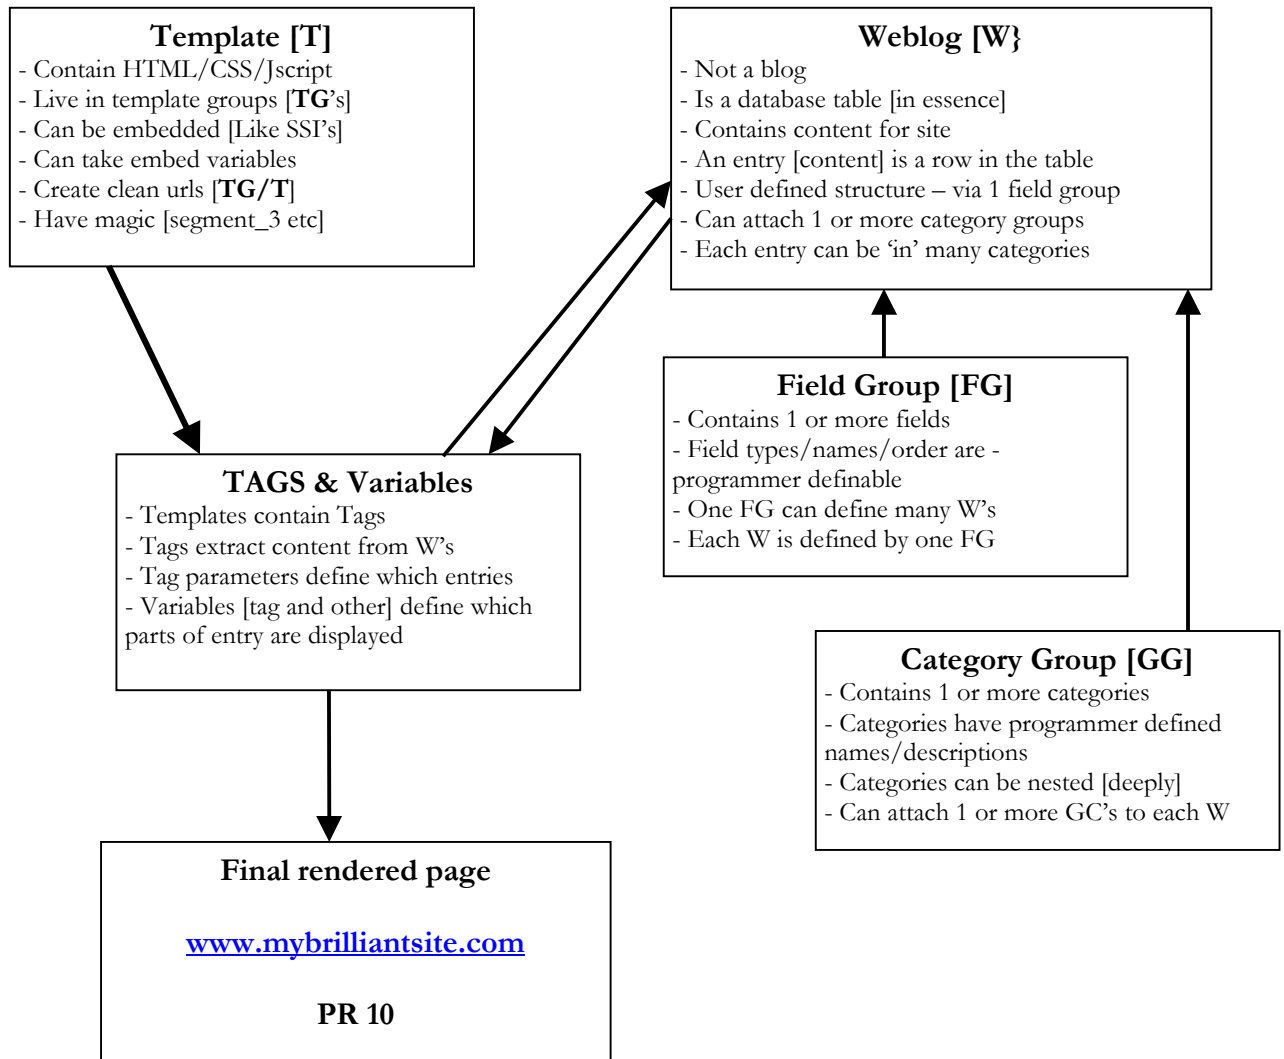 Template [T]
- Contain HTML/CSS/Jscript
- Live in template groups [TG's]
- Can be embedded [Like SSI's]
- Can take embed variables
- Create clean urls [TG/T]
- Have magic [segment_3 etc]
Weblog [W}
- Not a blog
- Is a database table [in essence]
- Contains content for site
- An entry [content] is a row in the table
- User defined structure – via 1 field group
- Can attach 1 or more category groups
- Each entry can be ‘in’ many categories
Field Group [FG]
- Contains 1 or more fields
- Field types/names/order are -
programmer definable
- One FG can define many W's
- Each W is defined by one FG
TAGS & Variables
- Templates contain Tags
- Tags extract content from W's
- Tag parameters define which entries
- Variables [tag and other] define which
parts of entry are displayed
Category Group [GG]
- Contains 1 or more categories
- Categories have programmer defined
names/descriptions
- Categories can be nested [deeply]
- Can attach 1 or more GC's to each W
Final rendered page
www.mybrilliantsite.com
PR 10